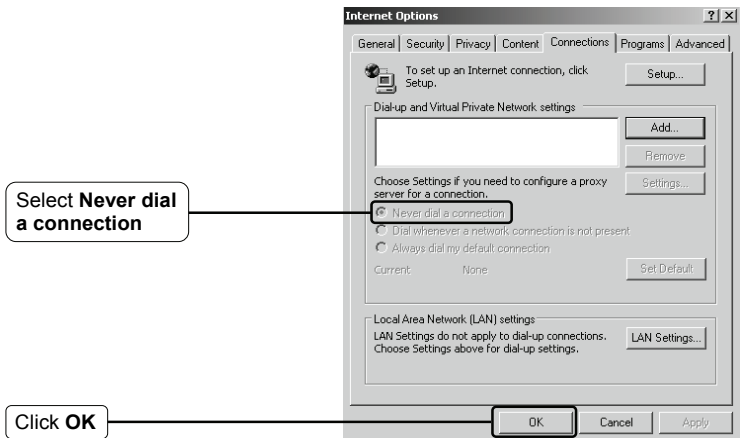 Internet Options
? X
General Security Privacy Content Connections Programs Advanced
To set up an Internet connection, click
Setup.
Setup...
Dial-up and Virtual Private Network settings
Add...
Remove
Choose Settings if you need to configure a proxy
server for a connection.
Settings...
Select Never dial
a connection
Never dial a connection
Dial whenever a network connection is not present
Always dial my default connection
Current None
Set Default
Local Area Network (LAN) settings
LAN Settings do not apply to dial-up connections.
Choose Settings above for dial-up settings.
LAN Settings...
Click OK
OK Cancel Apply